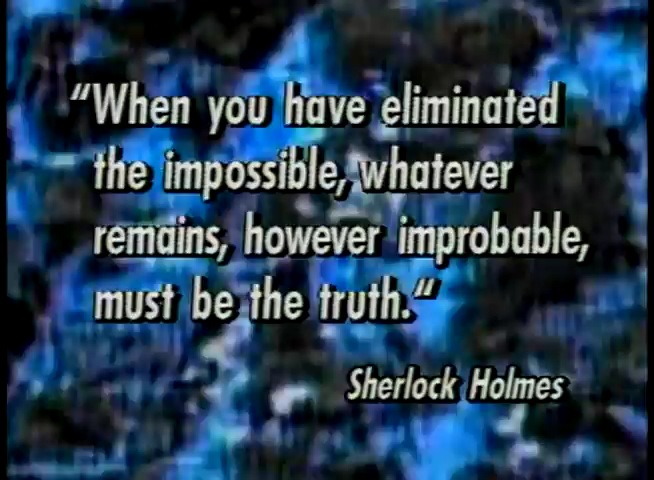 “When you have eliminated
the impossible, whatever
remains, however improbable,
must be the truth.“
Sherlock Holmes